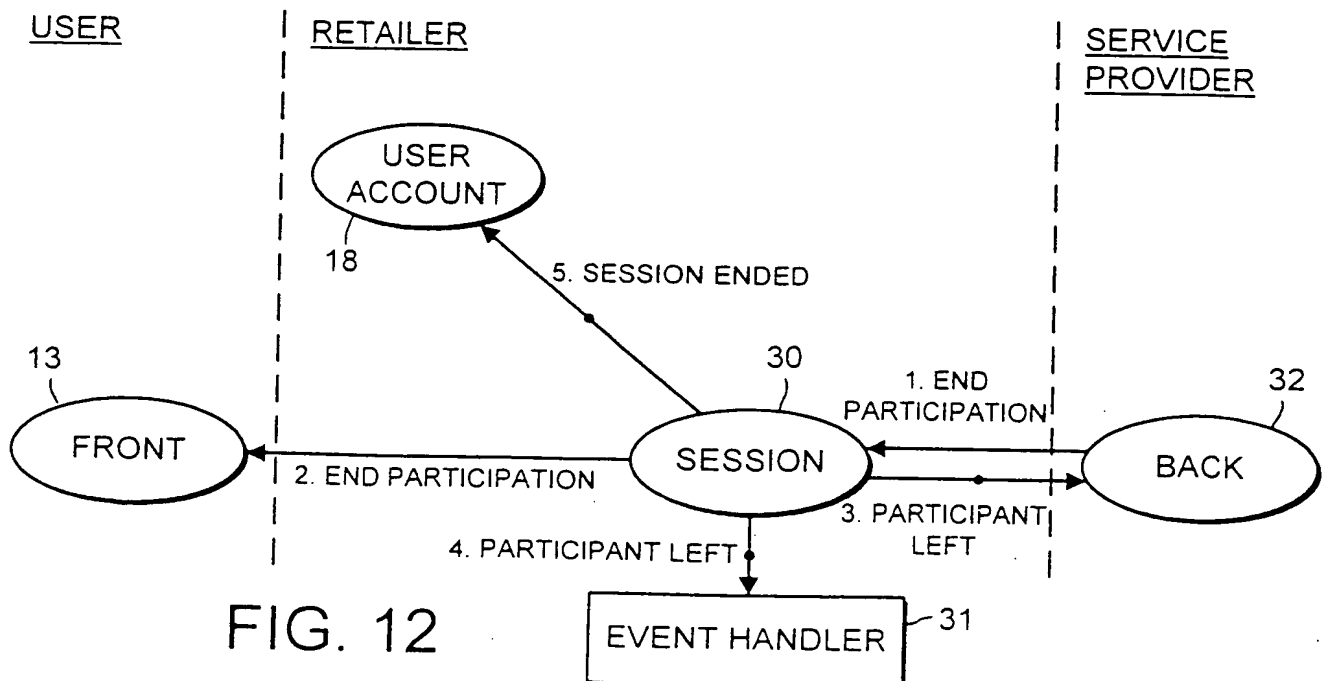 USER
RETAILER
SERVICE
PROVIDER
USER
ACCOUNT
18
5. SESSION ENDED
13
30
1. END
PARTICIPATION
32
FRONT
2. END PARTICIPATION
SESSION
BACK
3. PARTICIPANT
LEFT
4. PARTICIPANT LEFT
FIG. 12
EVENT HANDLER
31